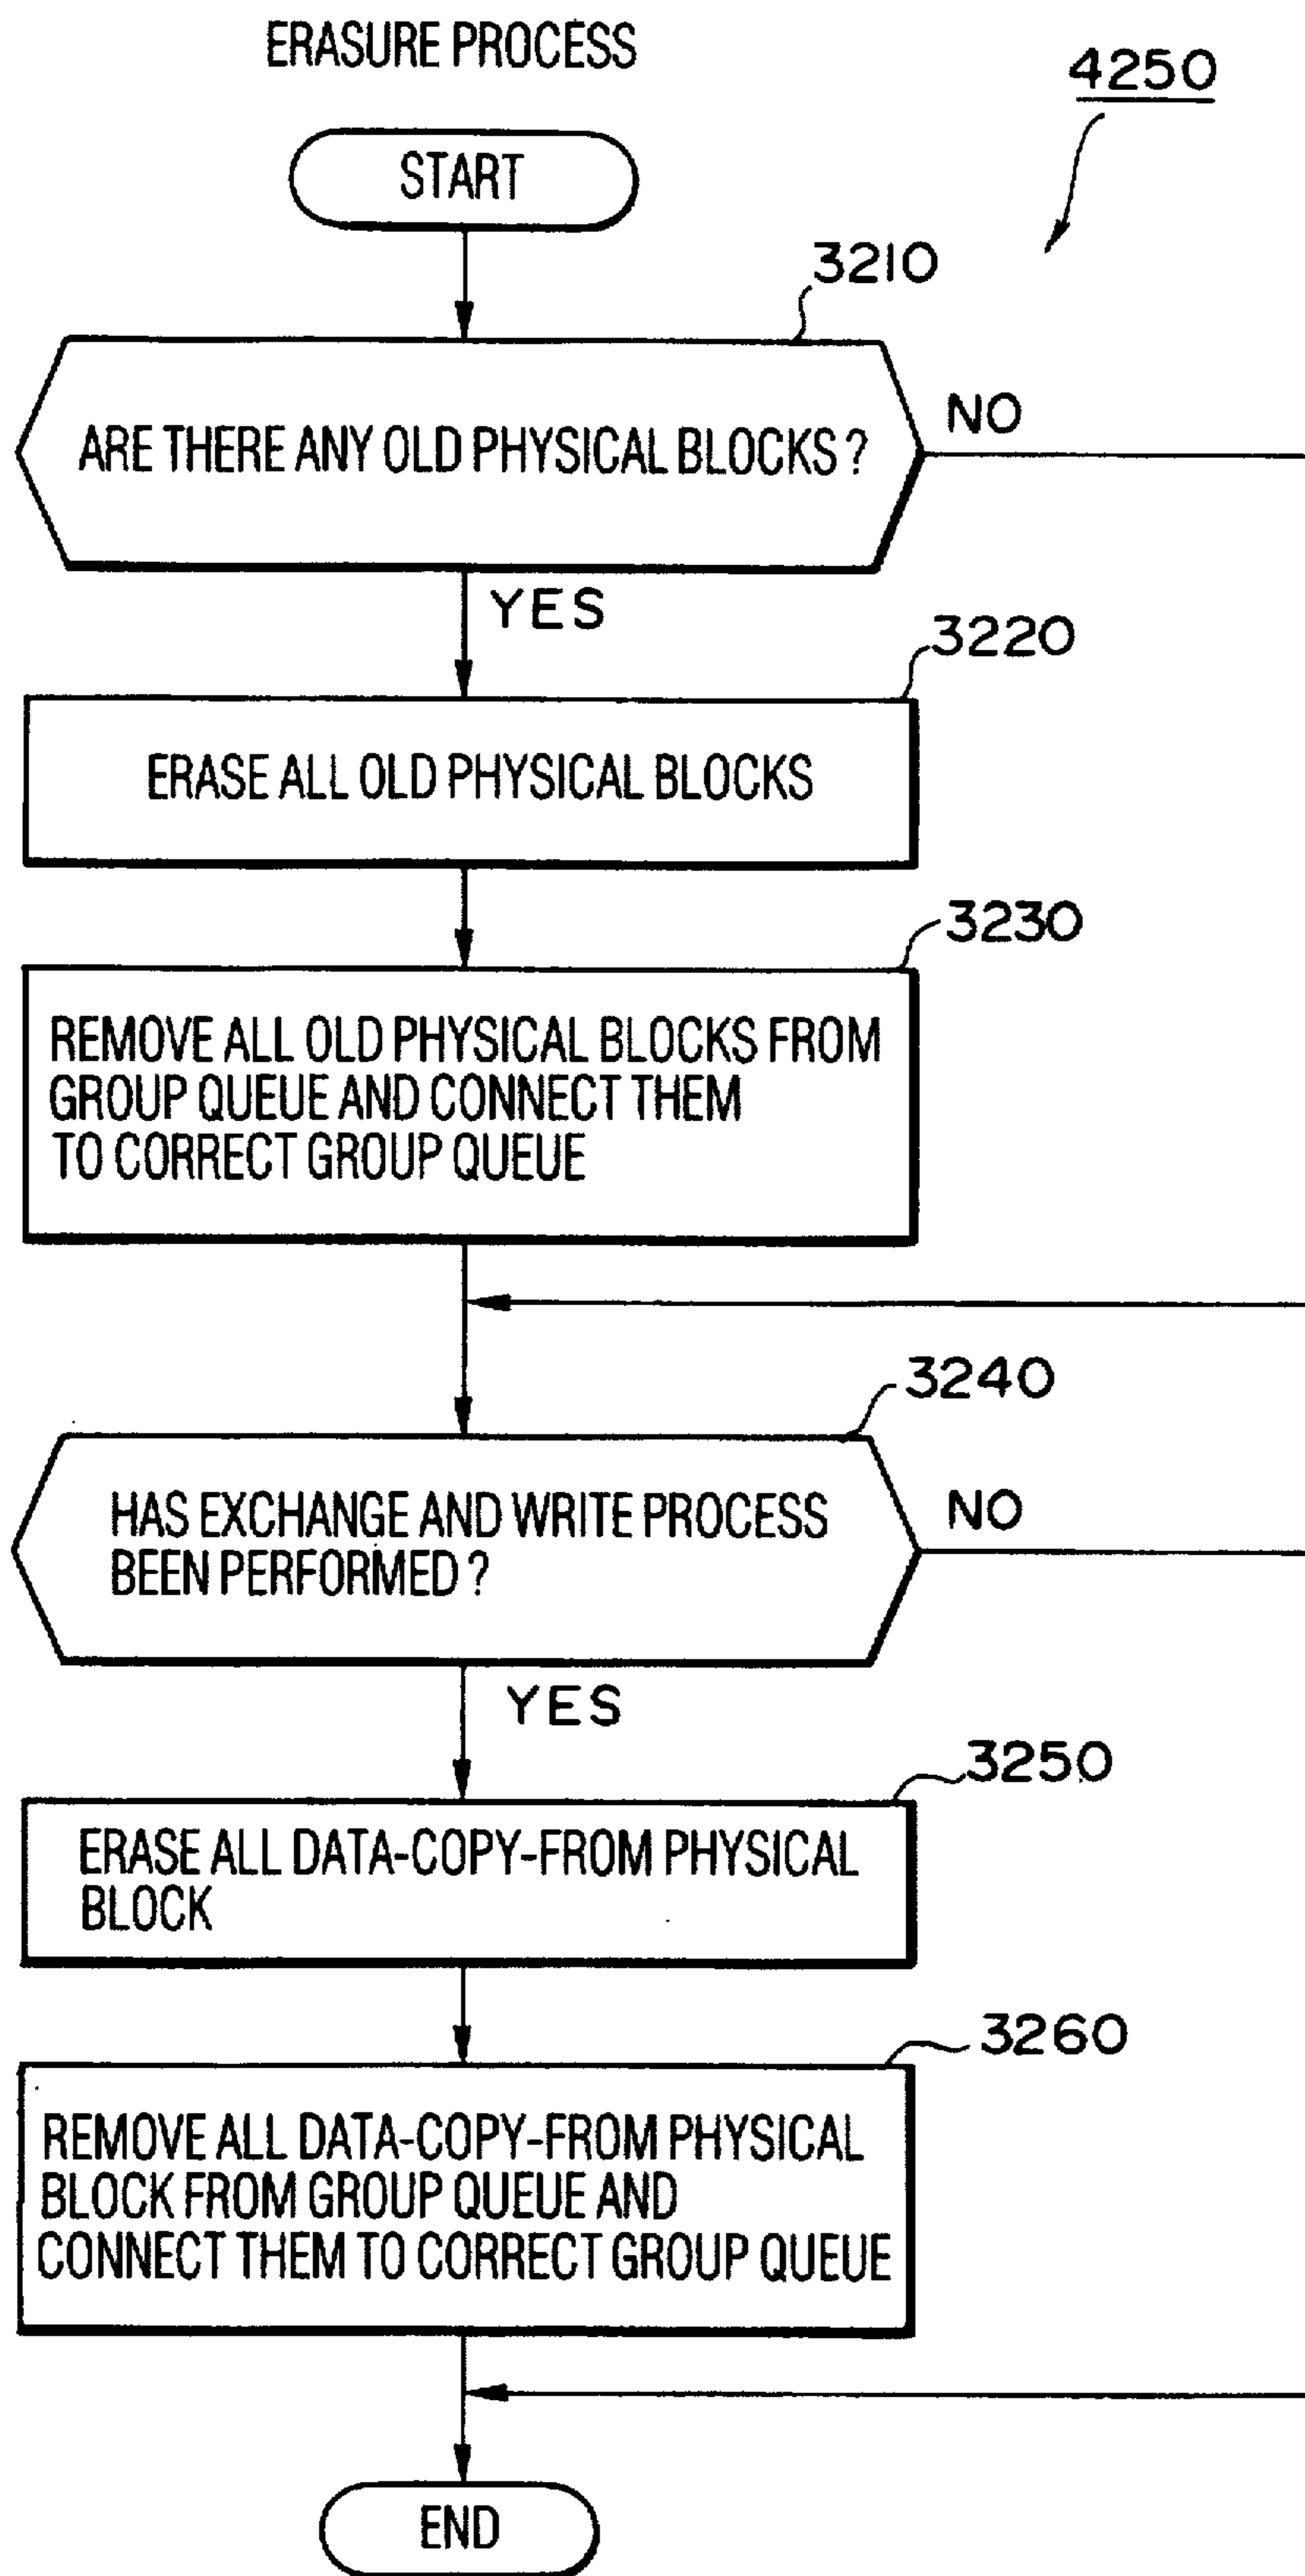 ERASURE PROCESS
4250
START
3210
ARE THERE ANY OLD PHYSICAL BLOCKS ?
NO
YES
3220
ERASE ALL OLD PHYSICAL BLOCKS
3230
REMOVE ALL OLD PHYSICAL BLOCKS FROM
GROUP QUEUE AND CONNECT THEM
TO CORRECT GROUP QUEUE
3240
HAS EXCHANGE AND WRITE PROCESS
BEEN PERFORMED ?
NO
YES
3250
ERASE ALL DATA-COPY-FROM PHYSICAL
BLOCK
3260
REMOVE ALL DATA-COPY-FROM PHYSICAL
BLOCK FROM GROUP QUEUE AND
CONNECT THEM TO CORRECT GROUP QUEUE
END